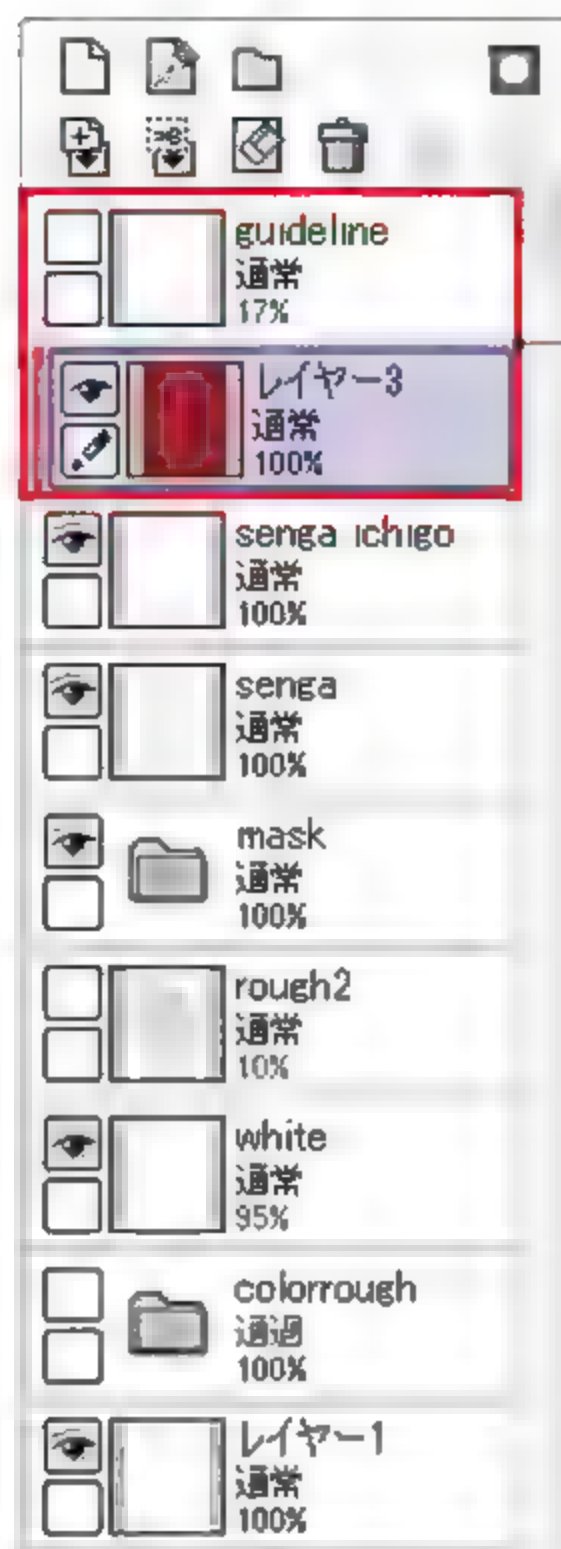 guideline
通常
17%
レイヤー3
通常
100%
senga ichigo
通常
100%
senga
通常
100%
mask
通常
100%
rough2
通常
10%
white
通常
95%
colorrough
通過
100%
レイヤー1
通常
100%